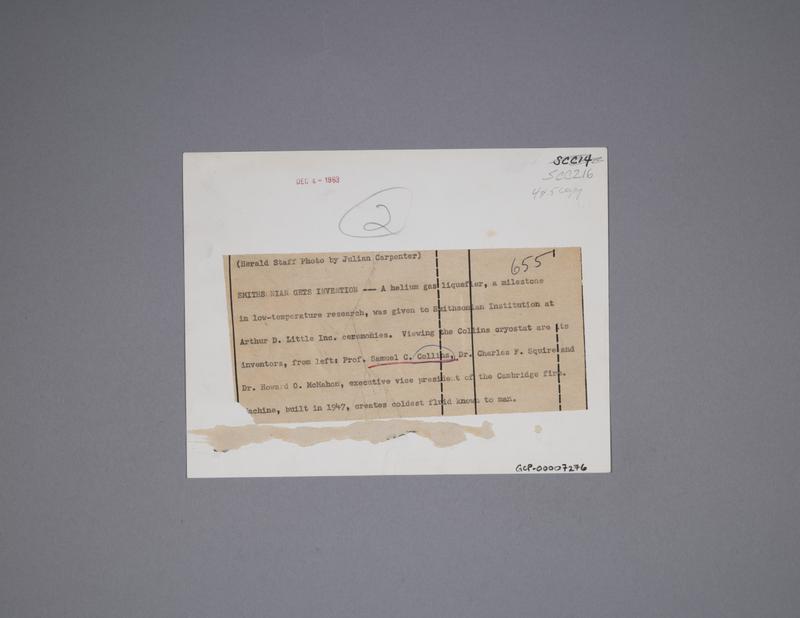 SCC14
SCC216
4x5 copy
DEC 4 - 1963
2
655
(Herald Staff Photo by Julian Carpenter)
SMITHSONIAN GETS INVENTION --- A helium gas liquefier, a milestone
in low-temperature research, was given to Smithsonian Institution at
Arthur D. Little Inc. ceremonies. Viewing the Collins cryostat are its
inventors, from left: Prof. Samuel C. Collins, Dr. Charles F. Squire and
Dr. Howard O. McMahon, executive vice president of the Cambridge firm.
Machine, built in 1947, creates coldest fluid known to man.
GCP-00007276